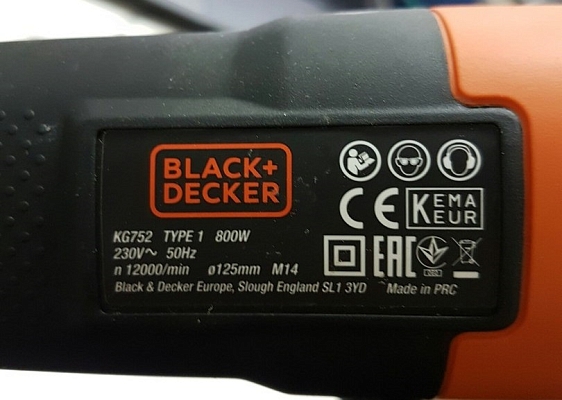 BLACK+
DECKER
CE
KEMA
EUR
KG752 TYPE 1 800W
230V~ 50Hz
n 12000/min ø125mm M14
EAC
Black & Decker Europe, Slough England SL1 3YD Made in PRC